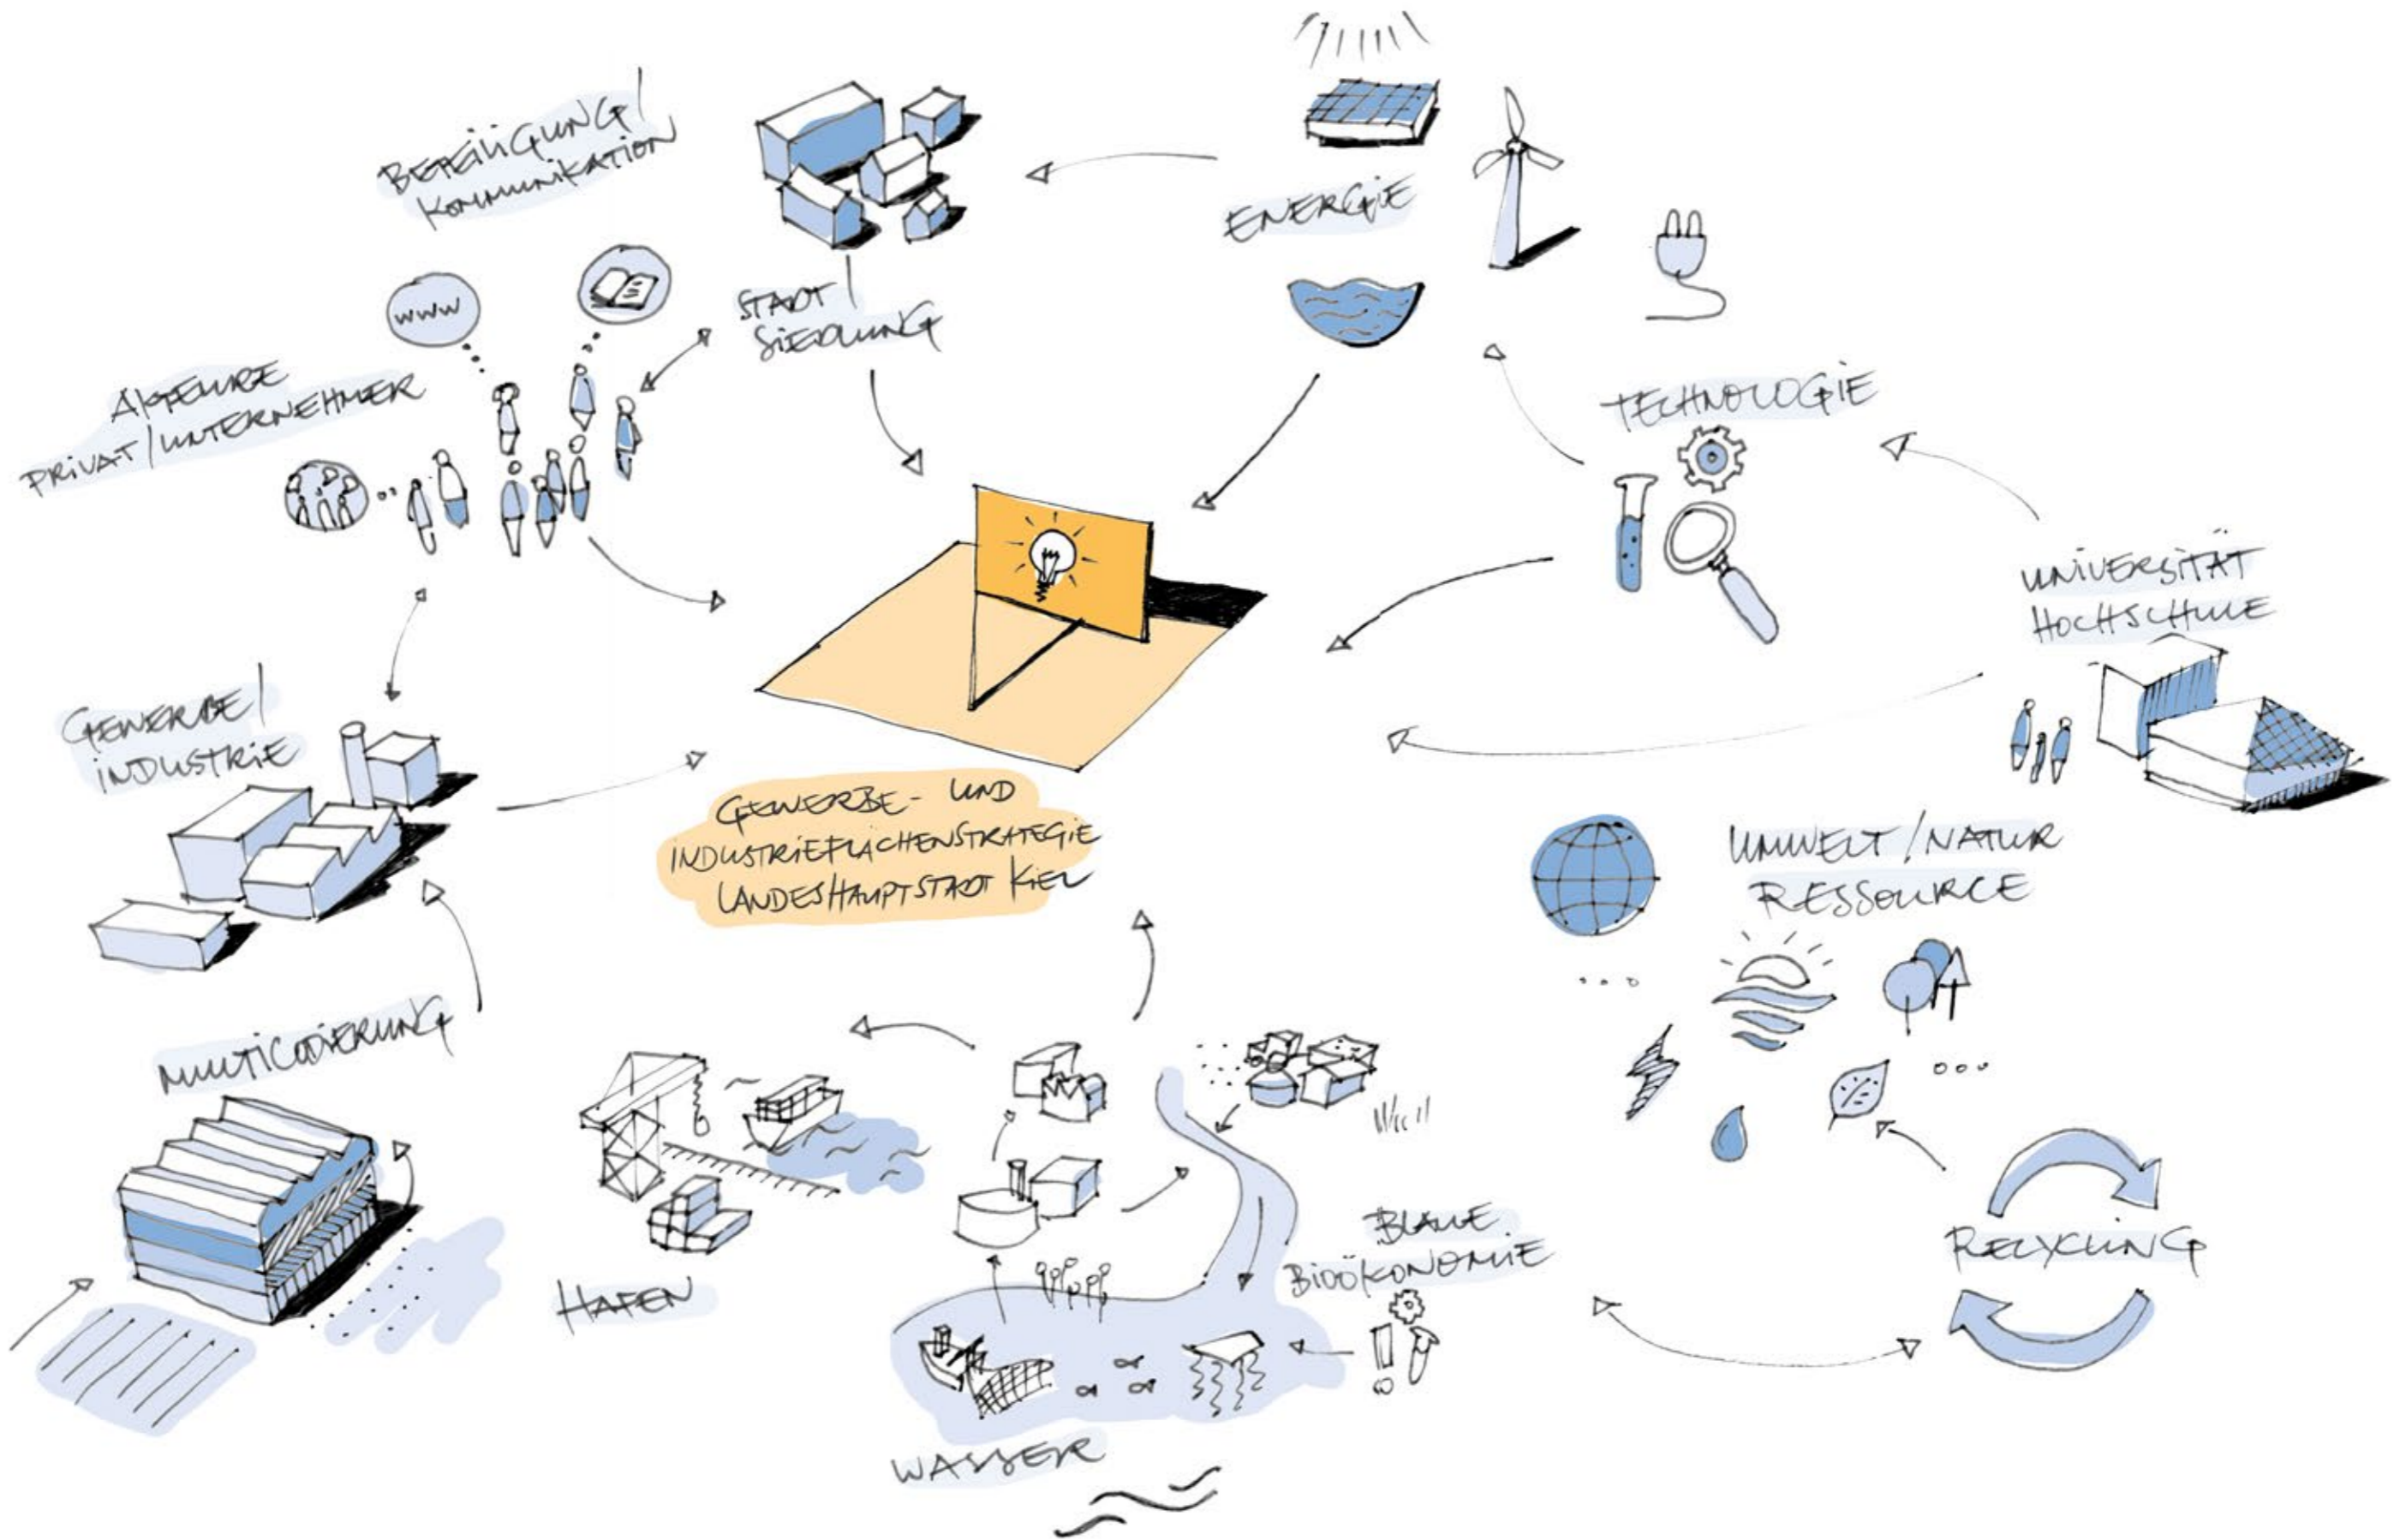 BETEILIGUNG/
KOMMUNIKATION
STADT/
SIEDLUNG
ENERGIE
WWW
AKTEURE
PRIVAT/UNTERNEHMER
TECHNOLOGIE
UNIVERSITÄT
HOCHSCHULE
GEWERBE/
INDUSTRIE
GEWERBE- UND
INDUSTRIEFLÄCHENSTRATEGIE
LANDESHAUPTSTADT KIEL
UMWELT/NATUR
RESSOURCE
MULTICODIERUNG
HAFEN
BLAUE
BIOÖKONOMIE
RECYCLING
WASSER